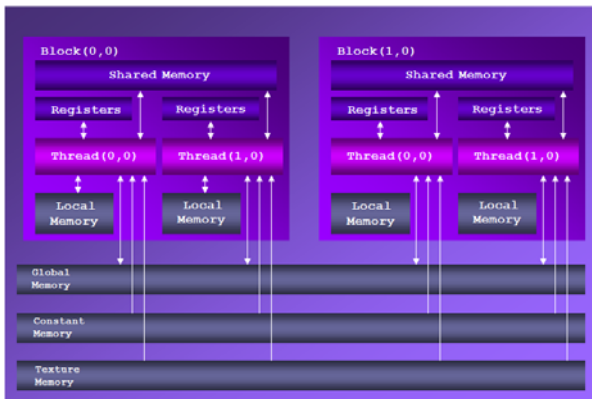 Block(0,0)
Shared Memory
Registers
Registers
Thread(0,0)
Thread(1,0)
Local
Memory
Local
Memory
Block(1,0)
Shared Memory
Registers
Registers
Thread(0,0)
Thread(1,0)
Local
Memory
Local
Memory
Global
Memory
Constant
Memory
Texture
Memory